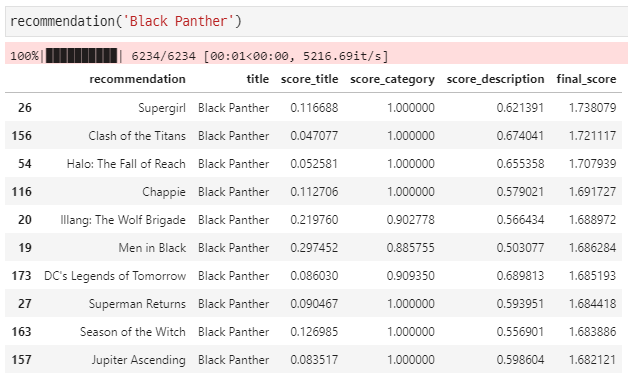 recommendation('Black Panther')
100%|██████████| 6234/6234 [00:01<00:00, 5216.69it/s]
recommendation title score_title score_category score_description final_score
26 Supergirl Black Panther 0.116688 1.000000 0.621391 1.738079
156 Clash of the Titans Black Panther 0.047077 1.000000 0.674041 1.721117
54 Halo: The Fall of Reach Black Panther 0.052581 1.000000 0.655358 1.707939
116 Chappie Black Panther 0.112706 1.000000 0.579021 1.691727
20 Illang: The Wolf Brigade Black Panther 0.219760 0.902778 0.566434 1.688972
19 Men in Black Black Panther 0.297452 0.885755 0.503077 1.686284
173 DC's Legends of Tomorrow Black Panther 0.086030 0.909350 0.689813 1.685193
27 Superman Returns Black Panther 0.090467 1.000000 0.593951 1.684418
163 Season of the Witch Black Panther 0.126985 1.000000 0.556901 1.683886
157 Jupiter Ascending Black Panther 0.083517 1.000000 0.598604 1.682121